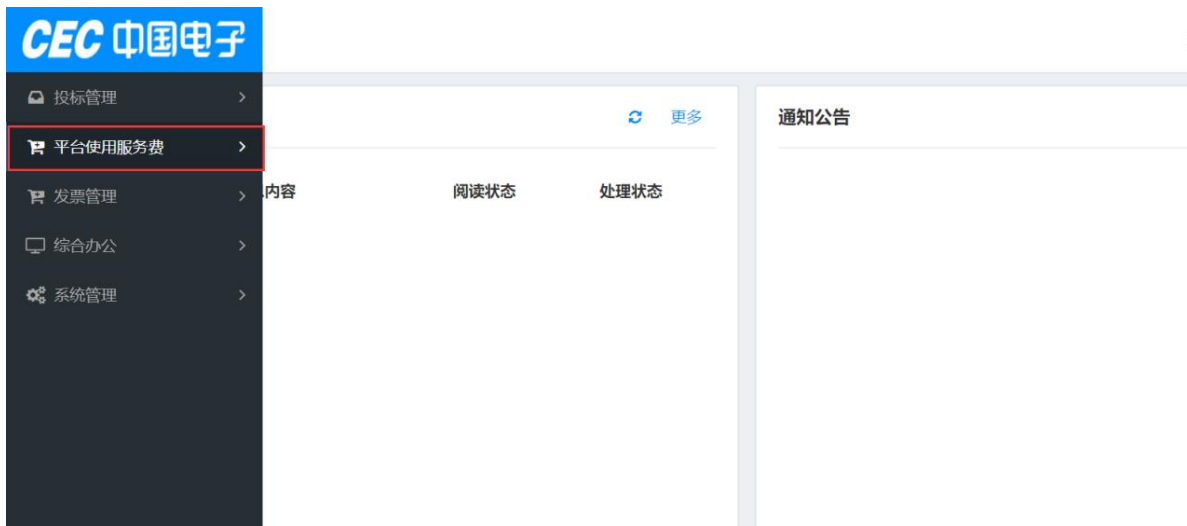 CEC 中国电子
投标管理
更多
通知公告
平台使用服务费
内容 阅读状态 处理状态
发票管理
综合办公
系统管理